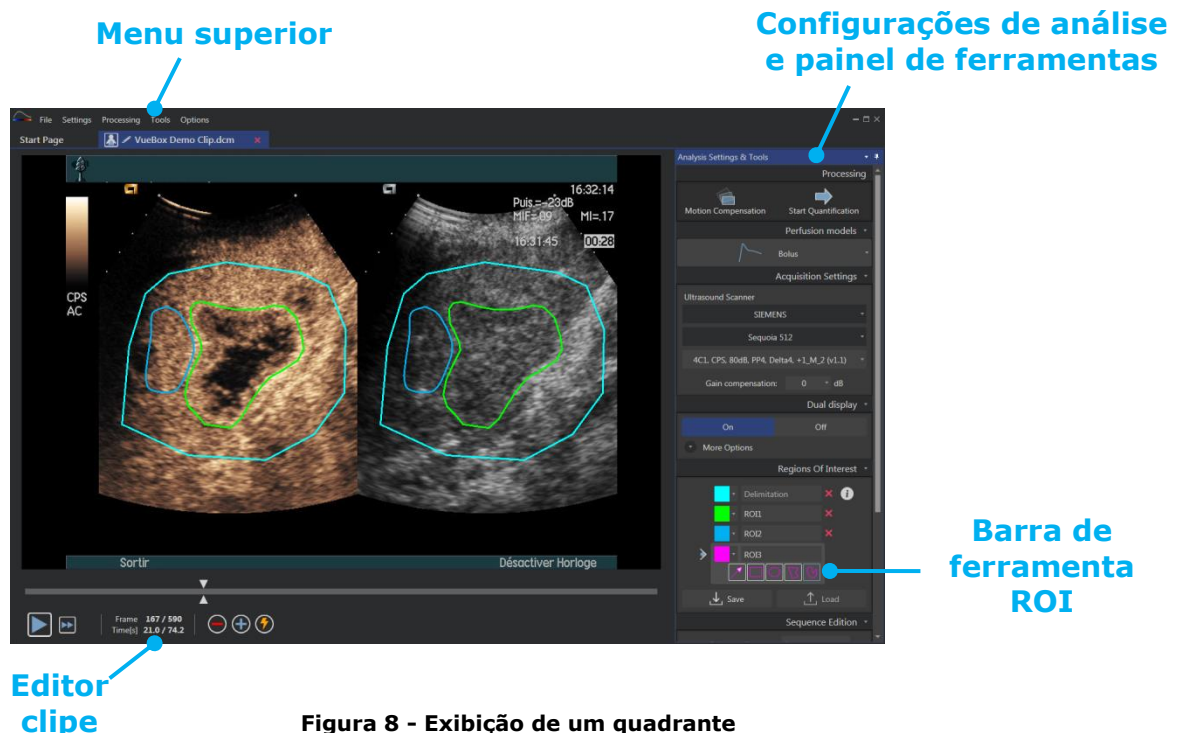 Menu superior
Configurações de análise
e painel de ferramentas
File Settings Processing Tools Options
Start Page
VueBox Demo Clip.dcm
Analysis Settings & Tools
Processing
Motion Compensation
Start Quantification
Perfusion models
Bolus
Acquisition Settings
Ultrasound Scanner
SIEMENS
Sequoia 512
4C1, CPS, 80dB, PP4, Delta4, +1_M_2 (v1.1)
Gain compensation: 0 dB
Dual display
On
Off
More Options
Regions Of Interest
Delimitation
ROI1
ROI2
ROI3
Save
Load
Sequence Edition
16:32:14
Puis.=-23dB
MIF=.09 MI=.17
16:31:45 00:28
CPS
AC
Sortir
Désactiver Horloge
Frame 167 / 590
Time[s] 21.0 / 74.2
Barra de
ferramenta
ROI
Editor
clipe
Figura 8 - Exibição de um quadrante